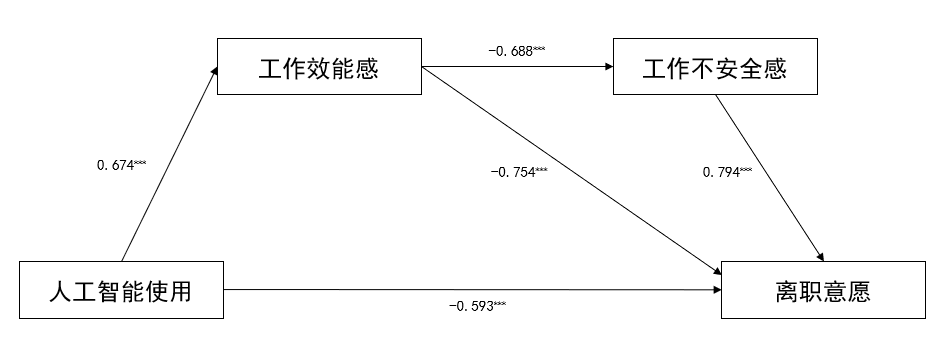 工作效能感
-0.688***
工作不安全感
0.674***
-0.754***
0.794***
人工智能使用
-0.593***
离职意愿